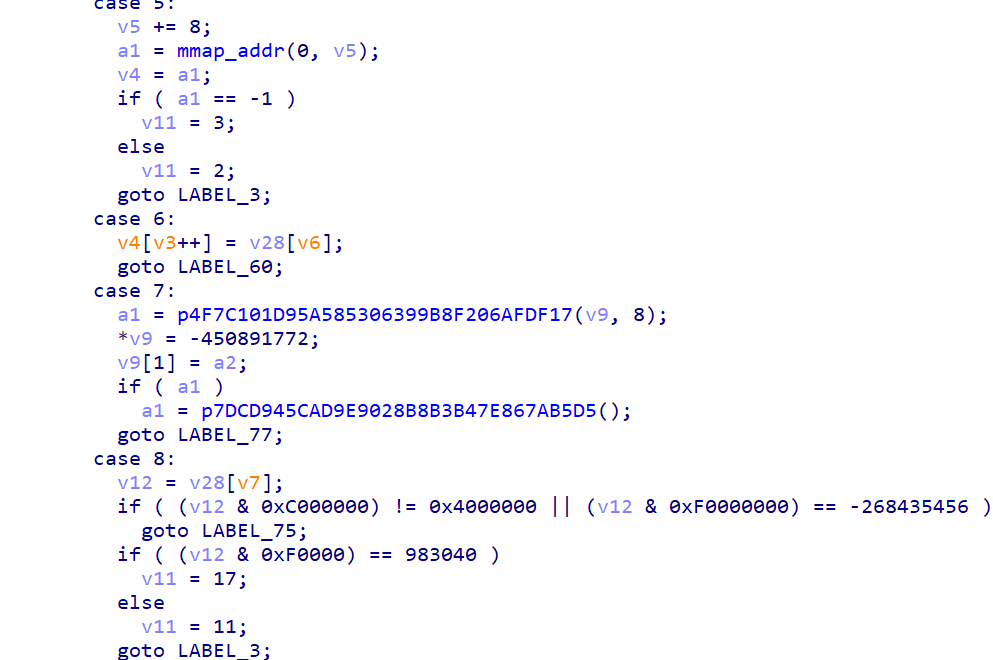 case 5:
v5 += 8;
a1 = mmap_addr(0, v5);
v4 = a1;
if ( a1 == -1 )
v11 = 3;
else
v11 = 2;
goto LABEL_3;
case 6:
v4[v3++] = v28[v6];
goto LABEL_60;
case 7:
a1 = p4F7C101D95A585306399B8F206AFDF17(v9, 8);
*v9 = -450891772;
v9[1] = a2;
if ( a1 )
a1 = p7DCD945CAD9E9028B8B3B47E867AB5D5();
goto LABEL_77;
case 8:
v12 = v28[v7];
if ( (v12 & 0xC000000) != 0x4000000 || (v12 & 0xF0000000) == -268435456 )
goto LABEL_75;
if ( (v12 & 0xF0000) == 983040 )
v11 = 17;
else
v11 = 11;
goto LABEL_3;